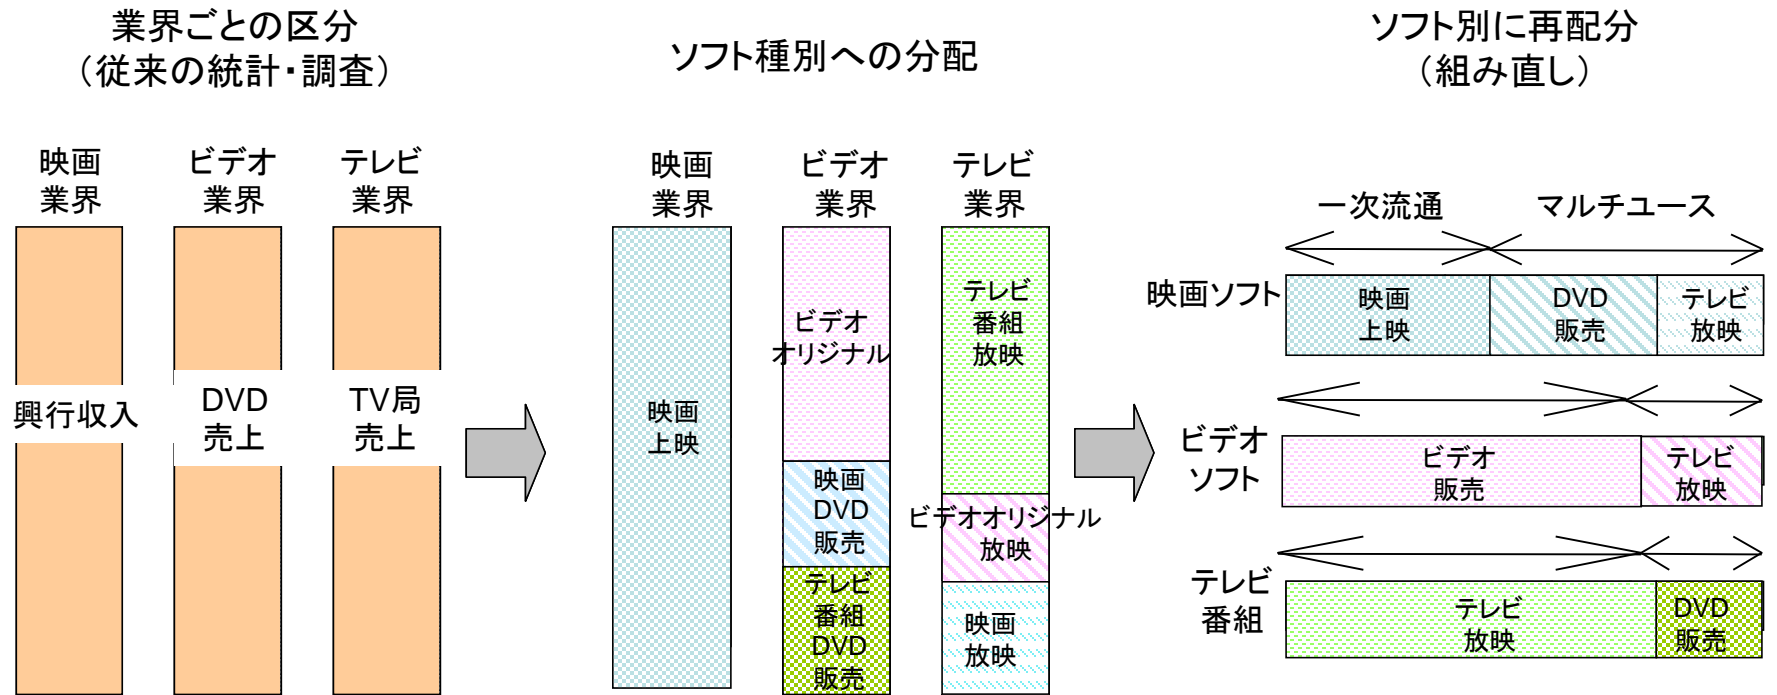 業界ごとの区分
（従来の統計・調査）
映画
業界
ビデオ
業界
テレビ
業界
興行収入
DVD
売上
TV局
売上
ソフト種別への分配
映画
業界
ビデオ
業界
テレビ
業界
映画
上映
ビデオ
オリジナル
映画
DVD
販売
テレビ
番組
DVD
販売
テレビ
番組
放映
ビデオオリジナル
放映
映画
放映
ソフト別に再配分
（組み直し）
一次流通
マルチユース
映画ソフト
映画
上映
DVD
販売
テレビ
放映
ビデオ
ソフト
ビデオ
販売
テレビ
放映
テレビ
番組
テレビ
放映
DVD
販売